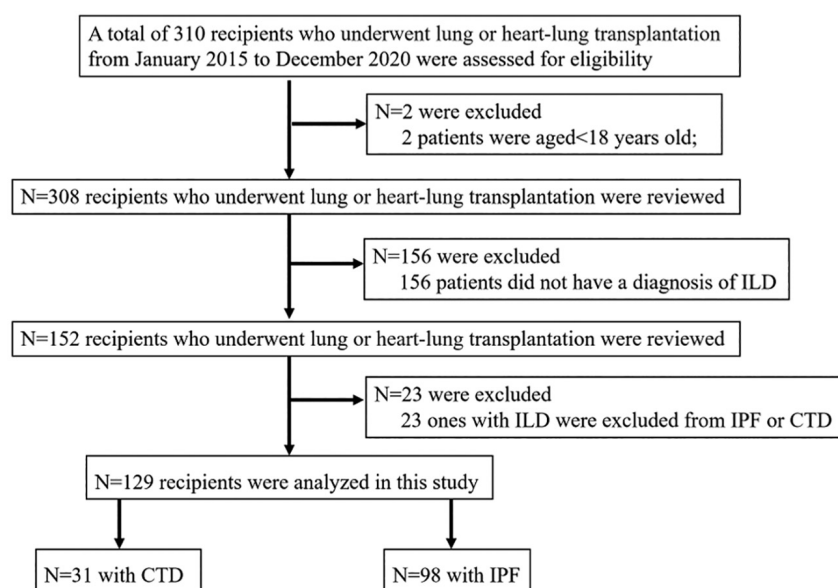 A total of 310 recipients who underwent lung or heart-lung transplantation
from January 2015 to December 2020 were assessed for eligibility
N=2 were excluded
2 patients were aged<18 years old;
N=308 recipients who underwent lung or heart-lung transplantation were reviewed
N=156 were excluded
156 patients did not have a diagnosis of ILD
N=152 recipients who underwent lung or heart-lung transplantation were reviewed
N=23 were excluded
23 ones with ILD were excluded from IPF or CTD
N=129 recipients were analyzed in this study
N=31 with CTD
N=98 with IPF